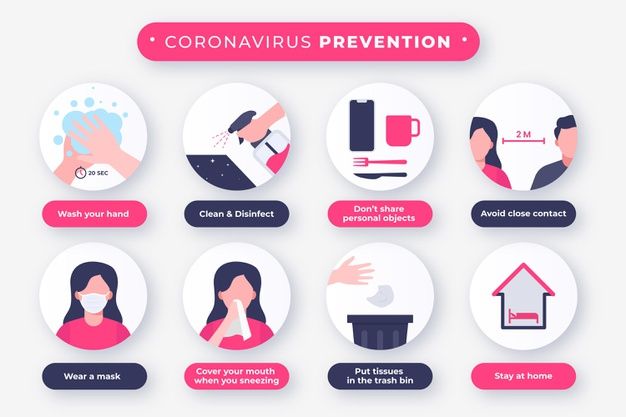 • CORONAVIRUS PREVENTION •
20 SEC
2 M
Wash your hand
Clean & Disinfect
Don't share
personal objects
Avoid close contact
Wear a mask
Cover your mouth
when you sneezing
Put tissues
in the trash bin
Stay at home